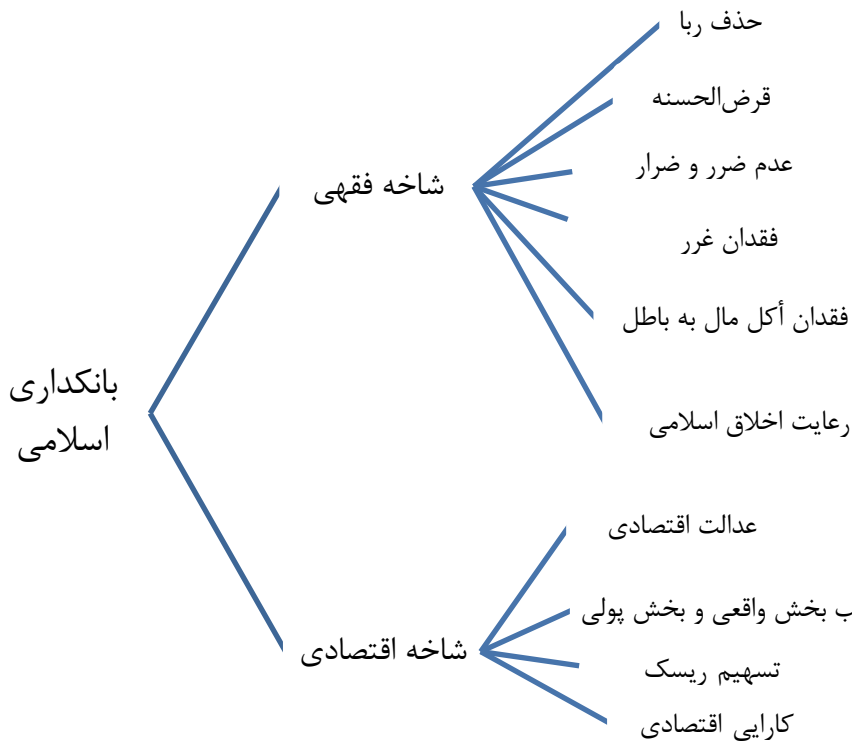 حذف ربا
قرض‌الحسنه
عدم ضرر و ضرار
شاخه فقهی
فقدان غرر
فقدان أکل مال به باطل
رعایت اخلاق اسلامی
بانکداری
اسلامی
عدالت اقتصادی
بخش واقعی و بخش پولی
شاخه اقتصادی
تسهیم ریسک
کارایی اقتصادی